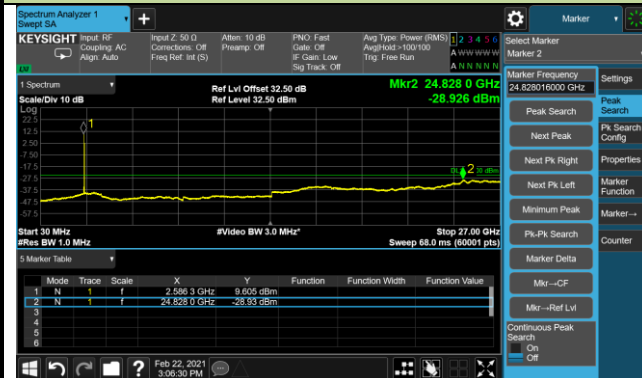 Spectrum Analyzer 1
Swept SA
+
Marker
KEYSIGHT Input: RF Input Z: 50 Ω Atten: 10 dB PNO: Fast Avg Type: Power (RMS) 1 2 3 4 5 6
Coupling: AC Corrections: Off Preamp: Off Gate: Off Avg|Hold:>100/100 A W W W W W
Align: Auto Freq Ref: Int (S) IF Gain: Low Trig: Free Run
Sig Track: Off A N N N N N
1 Spectrum
Ref Lvl Offset 32.50 dB
Mkr2 24.828 0 GHz
Scale/Div 10 dB
Ref Level 32.50 dBm
-28.926 dBm
Log
22.5
12.5
2.50
-7.50
-17.5
-27.5
-37.5
-47.5
-57.5
1
2
Start 30 MHz
#Video BW 3.0 MHz*
Stop 27.00 GHz
#Res BW 1.0 MHz
Sweep 68.0 ms (60001 pts)
5 Marker Table
Mode Trace Scale X Y Function Function Width Function Value
1 N 1 f 2.586 3 GHz 9.605 dBm
2 N 1 f 24.828 0 GHz -28.93 dBm
3
4
5
6
Feb 22, 2021
3:06:30 PM
Select Marker
Marker 2
Marker Frequency
24.828016000 GHz
Peak Search
Next Peak
Next Pk Right
Next Pk Left
Minimum Peak
Pk-Pk Search
Marker Delta
Mkr→CF
Mkr→Ref Lvl
Continuous Peak
Search
On
Off
Settings
Peak
Search
Pk Search
Config
Properties
Marker
Function
Marker→
Counter